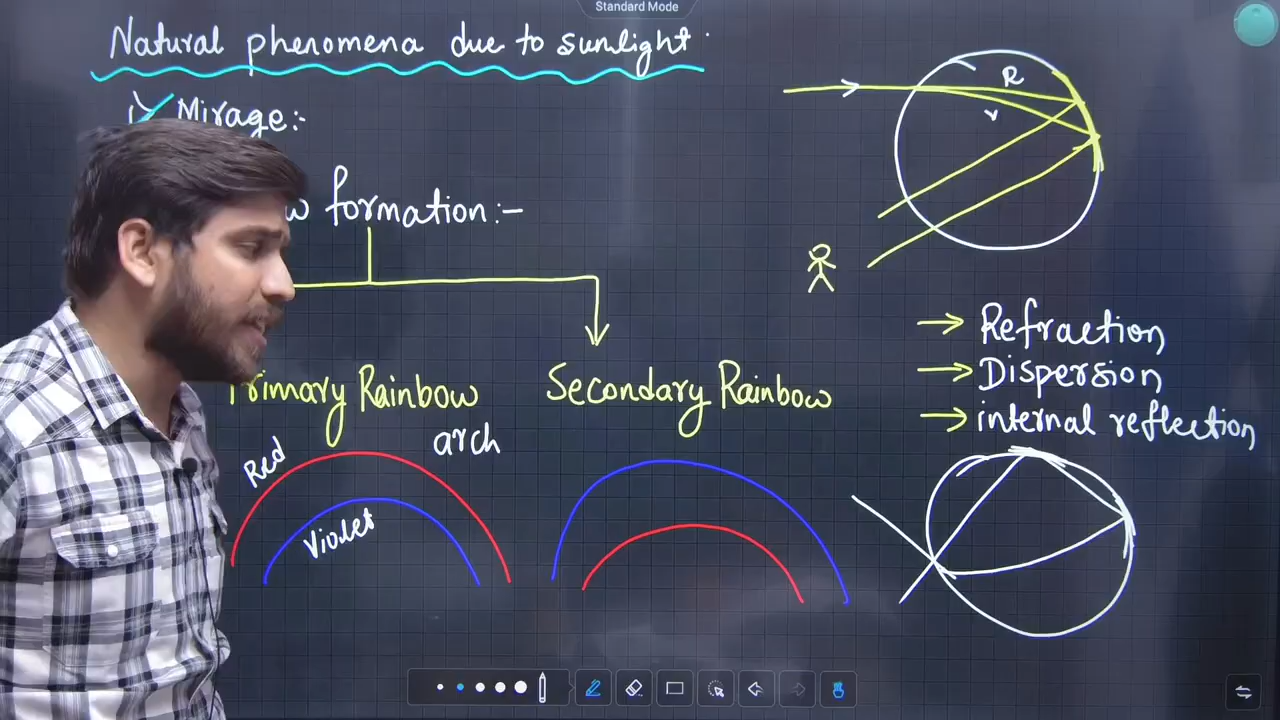 Standard Mode
Natural phenomena due to sunlight
Mirage:-
formation:-
Primary Rainbow
Secondary Rainbow
arch
Red
Violet
R
V
→ Refraction
→ Dispersion
→ internal reflection